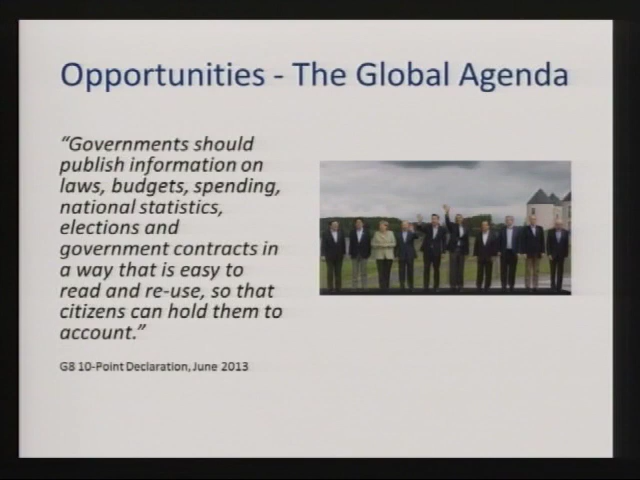 Opportunities - The Global Agenda
“Governments should
publish information on
laws, budgets, spending,
national statistics,
elections and
government contracts in
a way that is easy to
read and re-use, so that
citizens can hold them to
account.”
G8 10-Point Declaration, June 2013